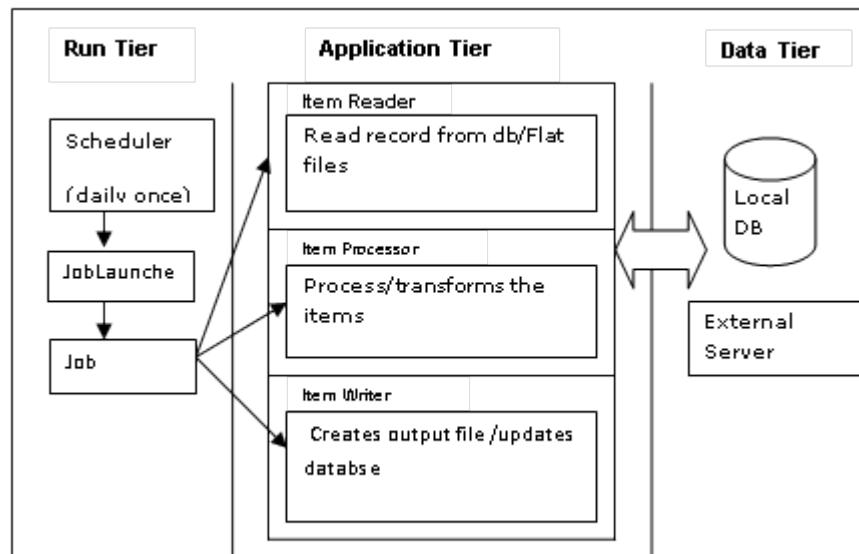 Run Tier
Application Tier
Data Tier
Scheduler
(daily once)
JobLaunche
Job
Item Reader
Read record from db/Flat
files
Item Processor
Process/transforms the
items
Item Writer
Creates output file /updates
databse
Local
DB
External
Server